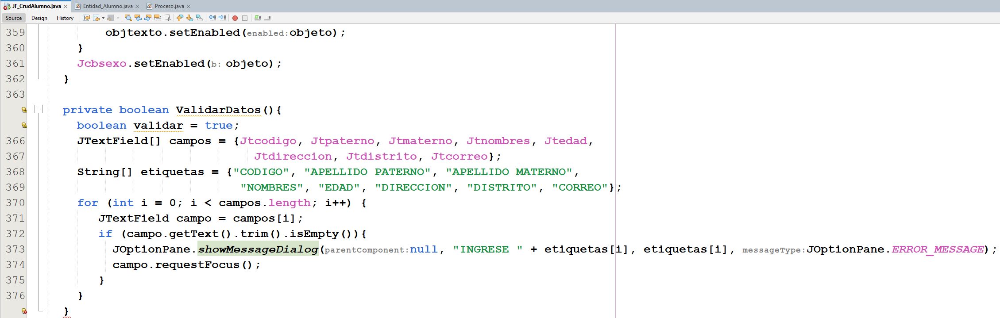 JF_CrudAlumno.java Entidad_Alumno.java Proceso.java
Source Design History
359 objtexto.setEnabled(enabled:objeto);
360 }
361 Jcbsexo.setEnabled(b: objeto);
362 }
363
private boolean ValidarDatos(){
boolean validar = true;
366 JTextField[] campos = {Jtcodigo, Jtpaterno, Jtmaterno, Jtnombres, Jtedad,
367 Jtdireccion, Jtdistrito, Jtcorreo};
368 String[] etiquetas = {"CODIGO", "APELLIDO PATERNO", "APELLIDO MATERNO",
369 "NOMBRES", "EDAD", "DIRECCION", "DISTRITO", "CORREO"};
370 for (int i = 0; i < campos.length; i++) {
371 JTextField campo = campos[i];
372 if (campo.getText().trim().isEmpty()){
373 JOptionPane.showMessageDialog(parentComponent:null, "INGRESE " + etiquetas[i], etiquetas[i], messageType:JOptionPane.ERROR_MESSAGE);
374 campo.requestFocus();
375 }
376 }
}